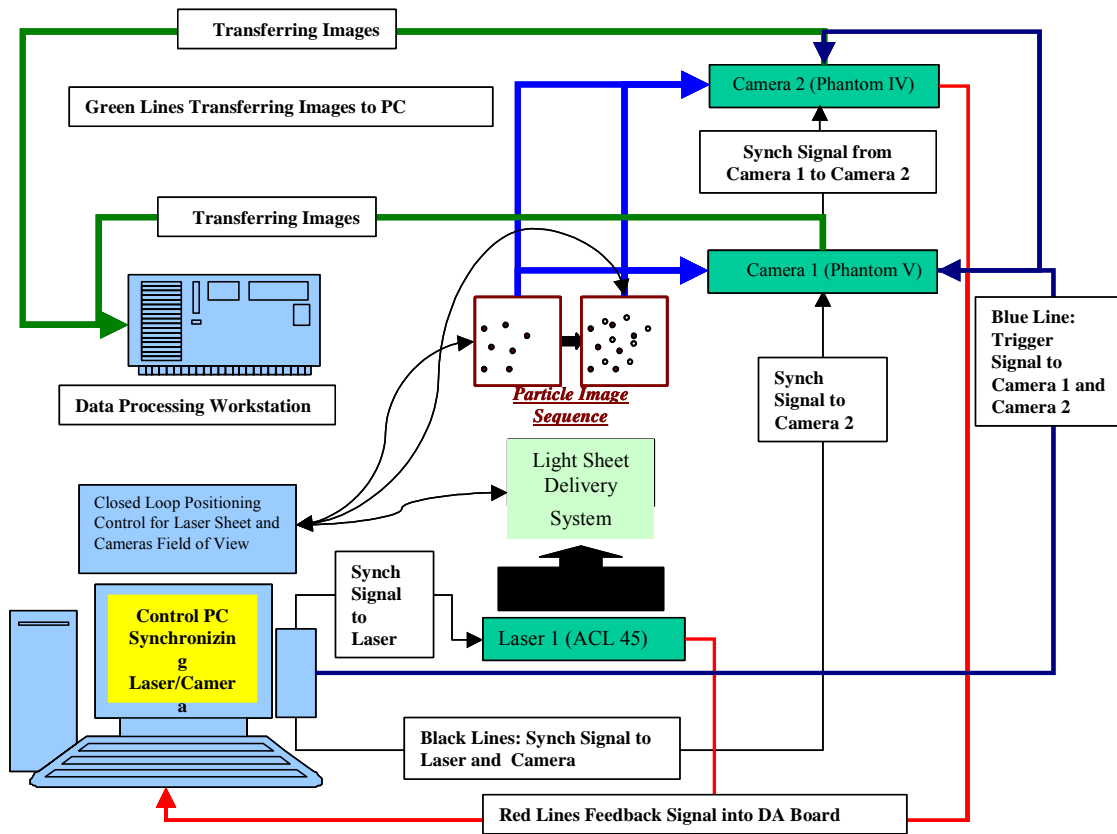 Transferring Images
Camera 2 (Phantom IV)
Green Lines Transferring Images to PC
Synch Signal from
Camera 1 to Camera 2
Transferring Images
Camera 1 (Phantom V)
Blue Line:
Trigger
Signal to
Camera 1 and
Camera 2
Synch
Signal to
Camera 2
Particle Image
Sequence
Data Processing Workstation
Light Sheet
Delivery
System
Closed Loop Positioning
Control for Laser Sheet and
Cameras Field of View
Synch
Signal
to
Laser
Control PC
Synchronizin
g
Laser/Camer
a
Laser 1 (ACL 45)
Black Lines: Synch Signal to
Laser and Camera
Red Lines Feedback Signal into DA Board